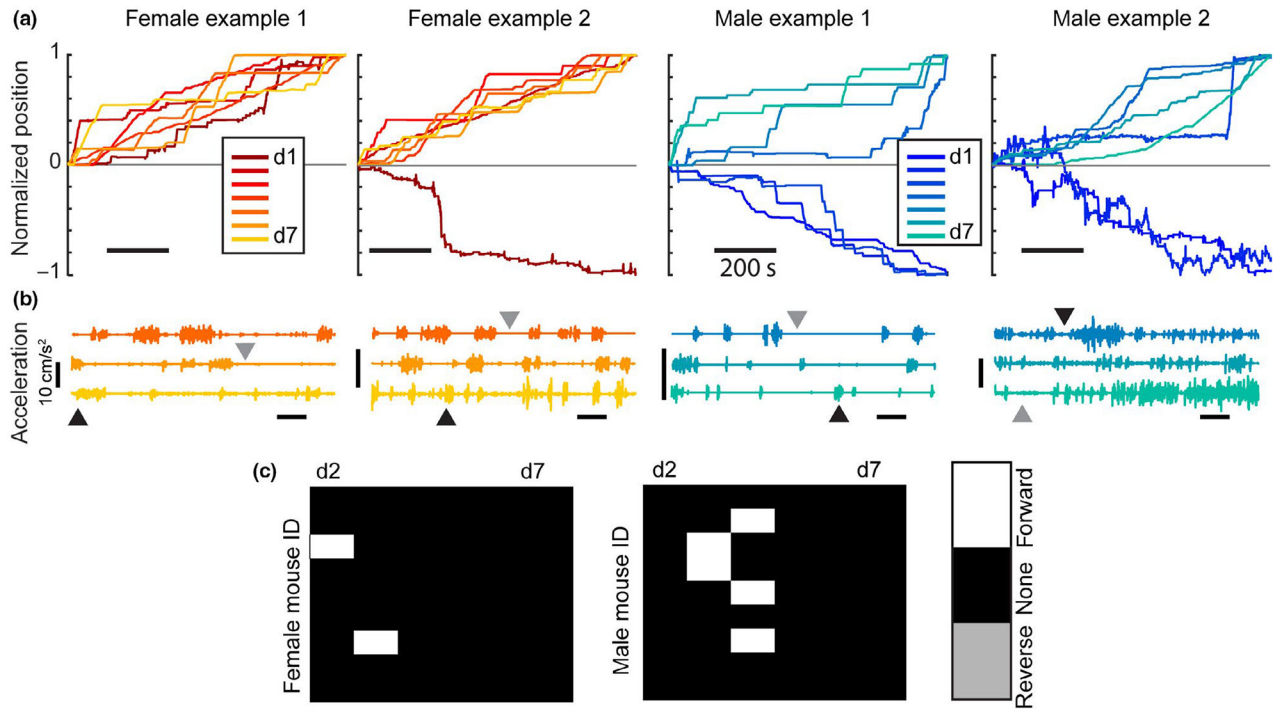 (a)
Female example 1
Female example 2
Male example 1
Male example 2
Normalized position
1
0
−1
d1
d7
d1
d7
200 s
(b)
Acceleration
10 cm/s²
(c)
d2
d7
d2
d7
Female mouse ID
Male mouse ID
Forward
None
Reverse